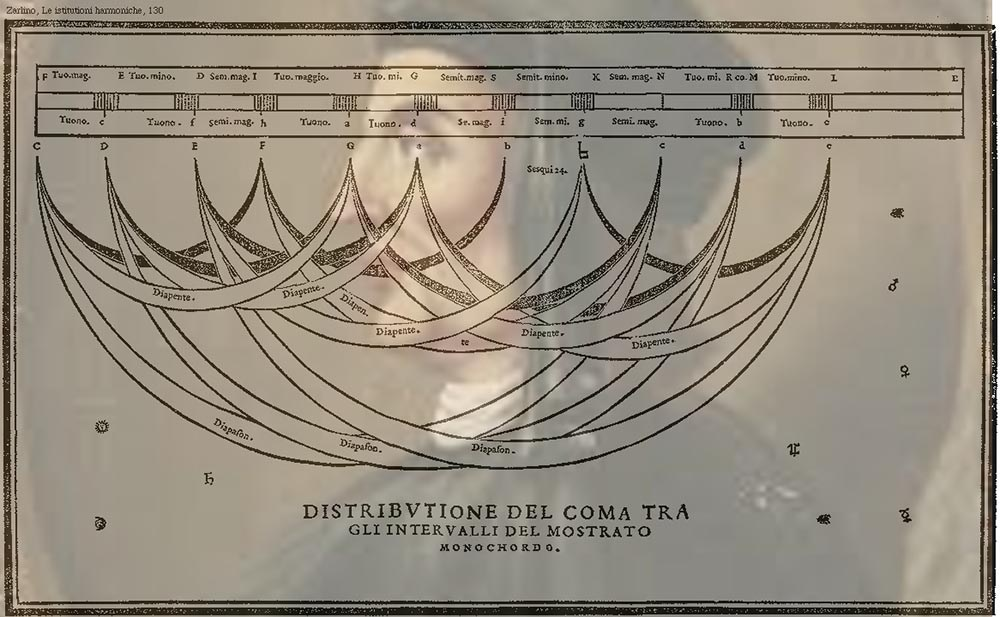 Zarlino, Le istitutioni harmoniche, 130
F Tuo.mag. E Tuo. mino. D Sem.mag. I Tuo. maggio. H Tuo. mi. G Semit.mag. S Semit. mino. K Sem. mag. N Tuo. mi. R co. M Tuo.mino. L E
Tuono. e Tuono. f Semi. mag. h Tuono. a Tuono. d Se. mag. i Sem. mi. g Semi. mag. Tuono. b Tuono. c
C D E F G a b ♮ c d e
Sesqui 24.
Diapente. Diapente. Diapen.
Diapente. te Diapente. Diapente.
Diapason. Diapason. Diapason.
DISTRIBVTIONE DEL COMA TRA
GLI INTERVALLI DEL MOSTRATO
MONOCHORDO.